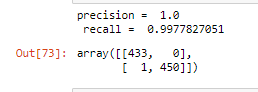 precision =  1.0
 recall =  0.9977827051
Out[73]: array([[433,   0],
       [  1, 450]])